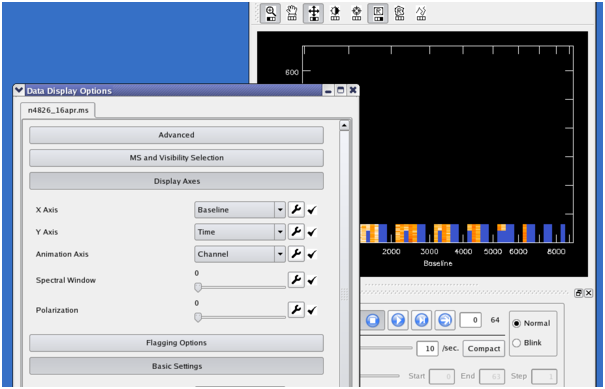 600
Data Display Options
n4826_16apr.ms
Advanced
MS and Visibility Selection
Display Axes
X Axis Baseline
Y Axis Time
Animation Axis Channel
Spectral Window 0
Polarization 0
Flagging Options
Basic Settings
2000 3000 4000 5000 6000 8000
Baseline
0 64 Normal
10 /sec. Compact Blink
Start 0 End 63 Step 1